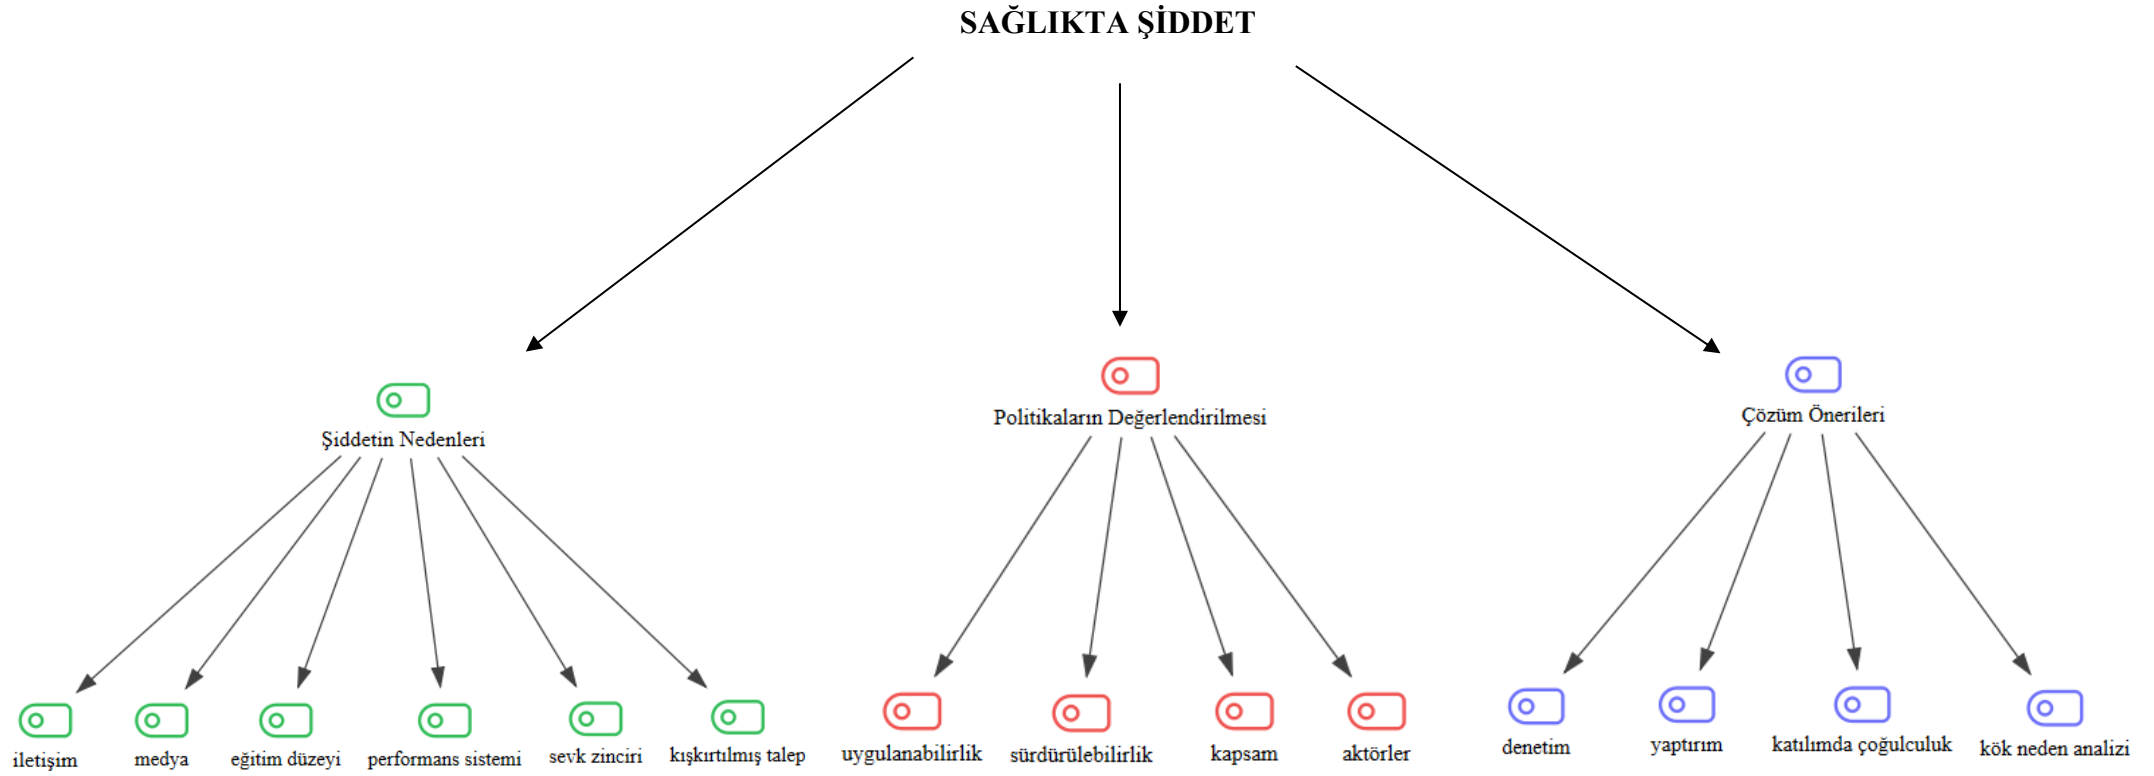 SAĞLIKTA ŞİDDET
Şiddetin Nedenleri
Politikaların Değerlendirilmesi
Çözüm Önerileri
iletişim
medya
eğitim düzeyi
performans sistemi
sevk zinciri
kışkırtılmış talep
uygulanabilirlik
sürdürülebilirlik
kapsam
aktörler
denetim
yaptırım
katılımda çoğulculuk
kök neden analizi